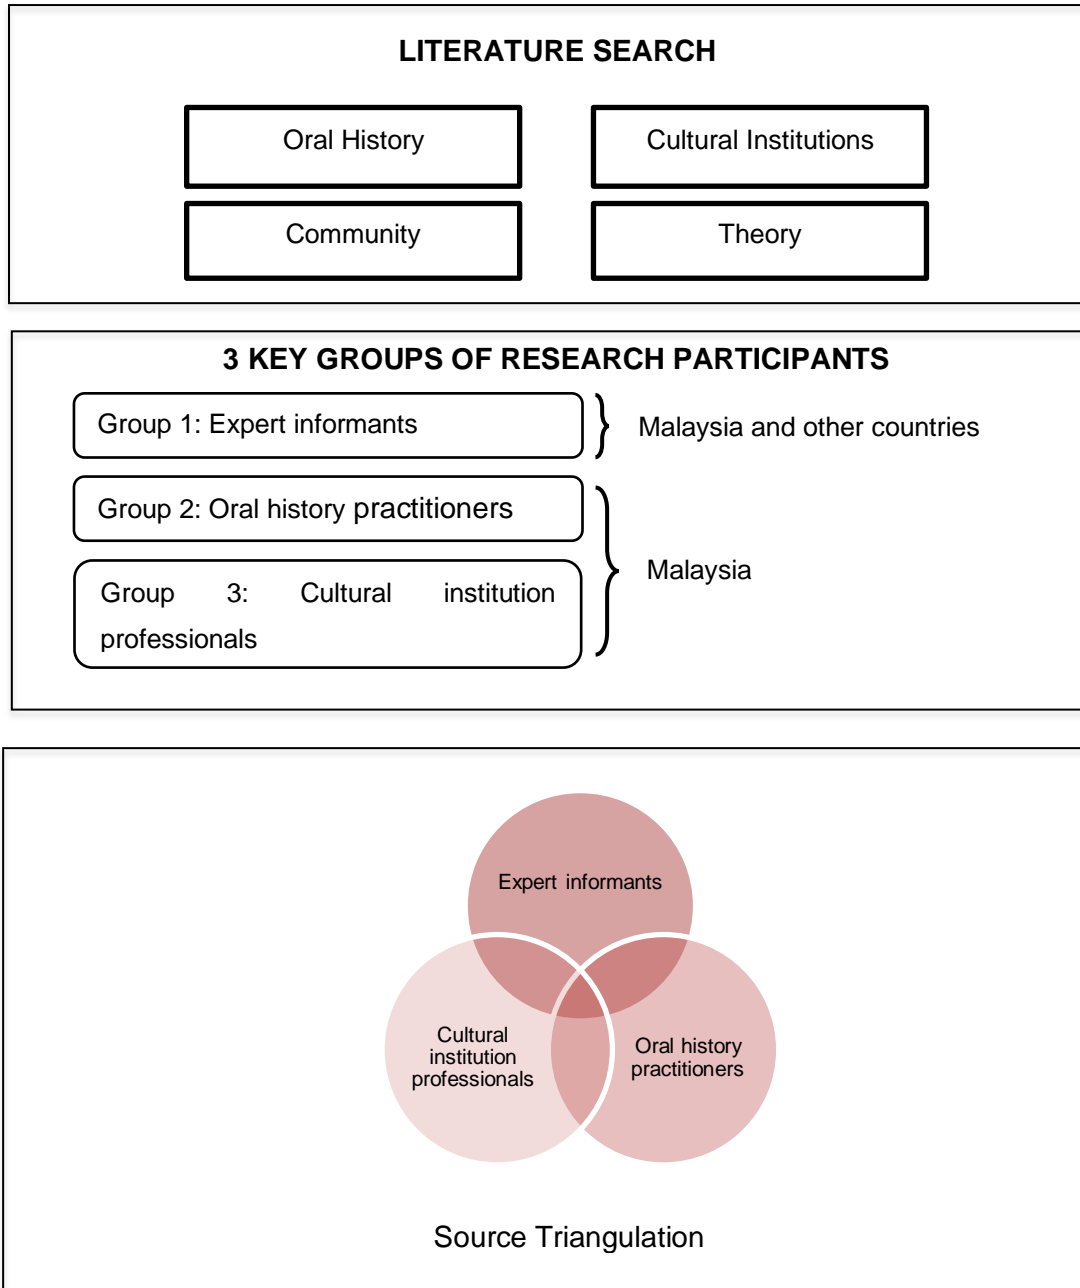 LITERATURE SEARCH
Oral History
Cultural Institutions
Community
Theory
3 KEY GROUPS OF RESEARCH PARTICIPANTS
Group 1: Expert informants
Malaysia and other countries
Group 2: Oral history practitioners
Group 3: Cultural institution
professionals
Malaysia
Expert informants
Cultural
institution
professionals
Oral history
practitioners
Source Triangulation